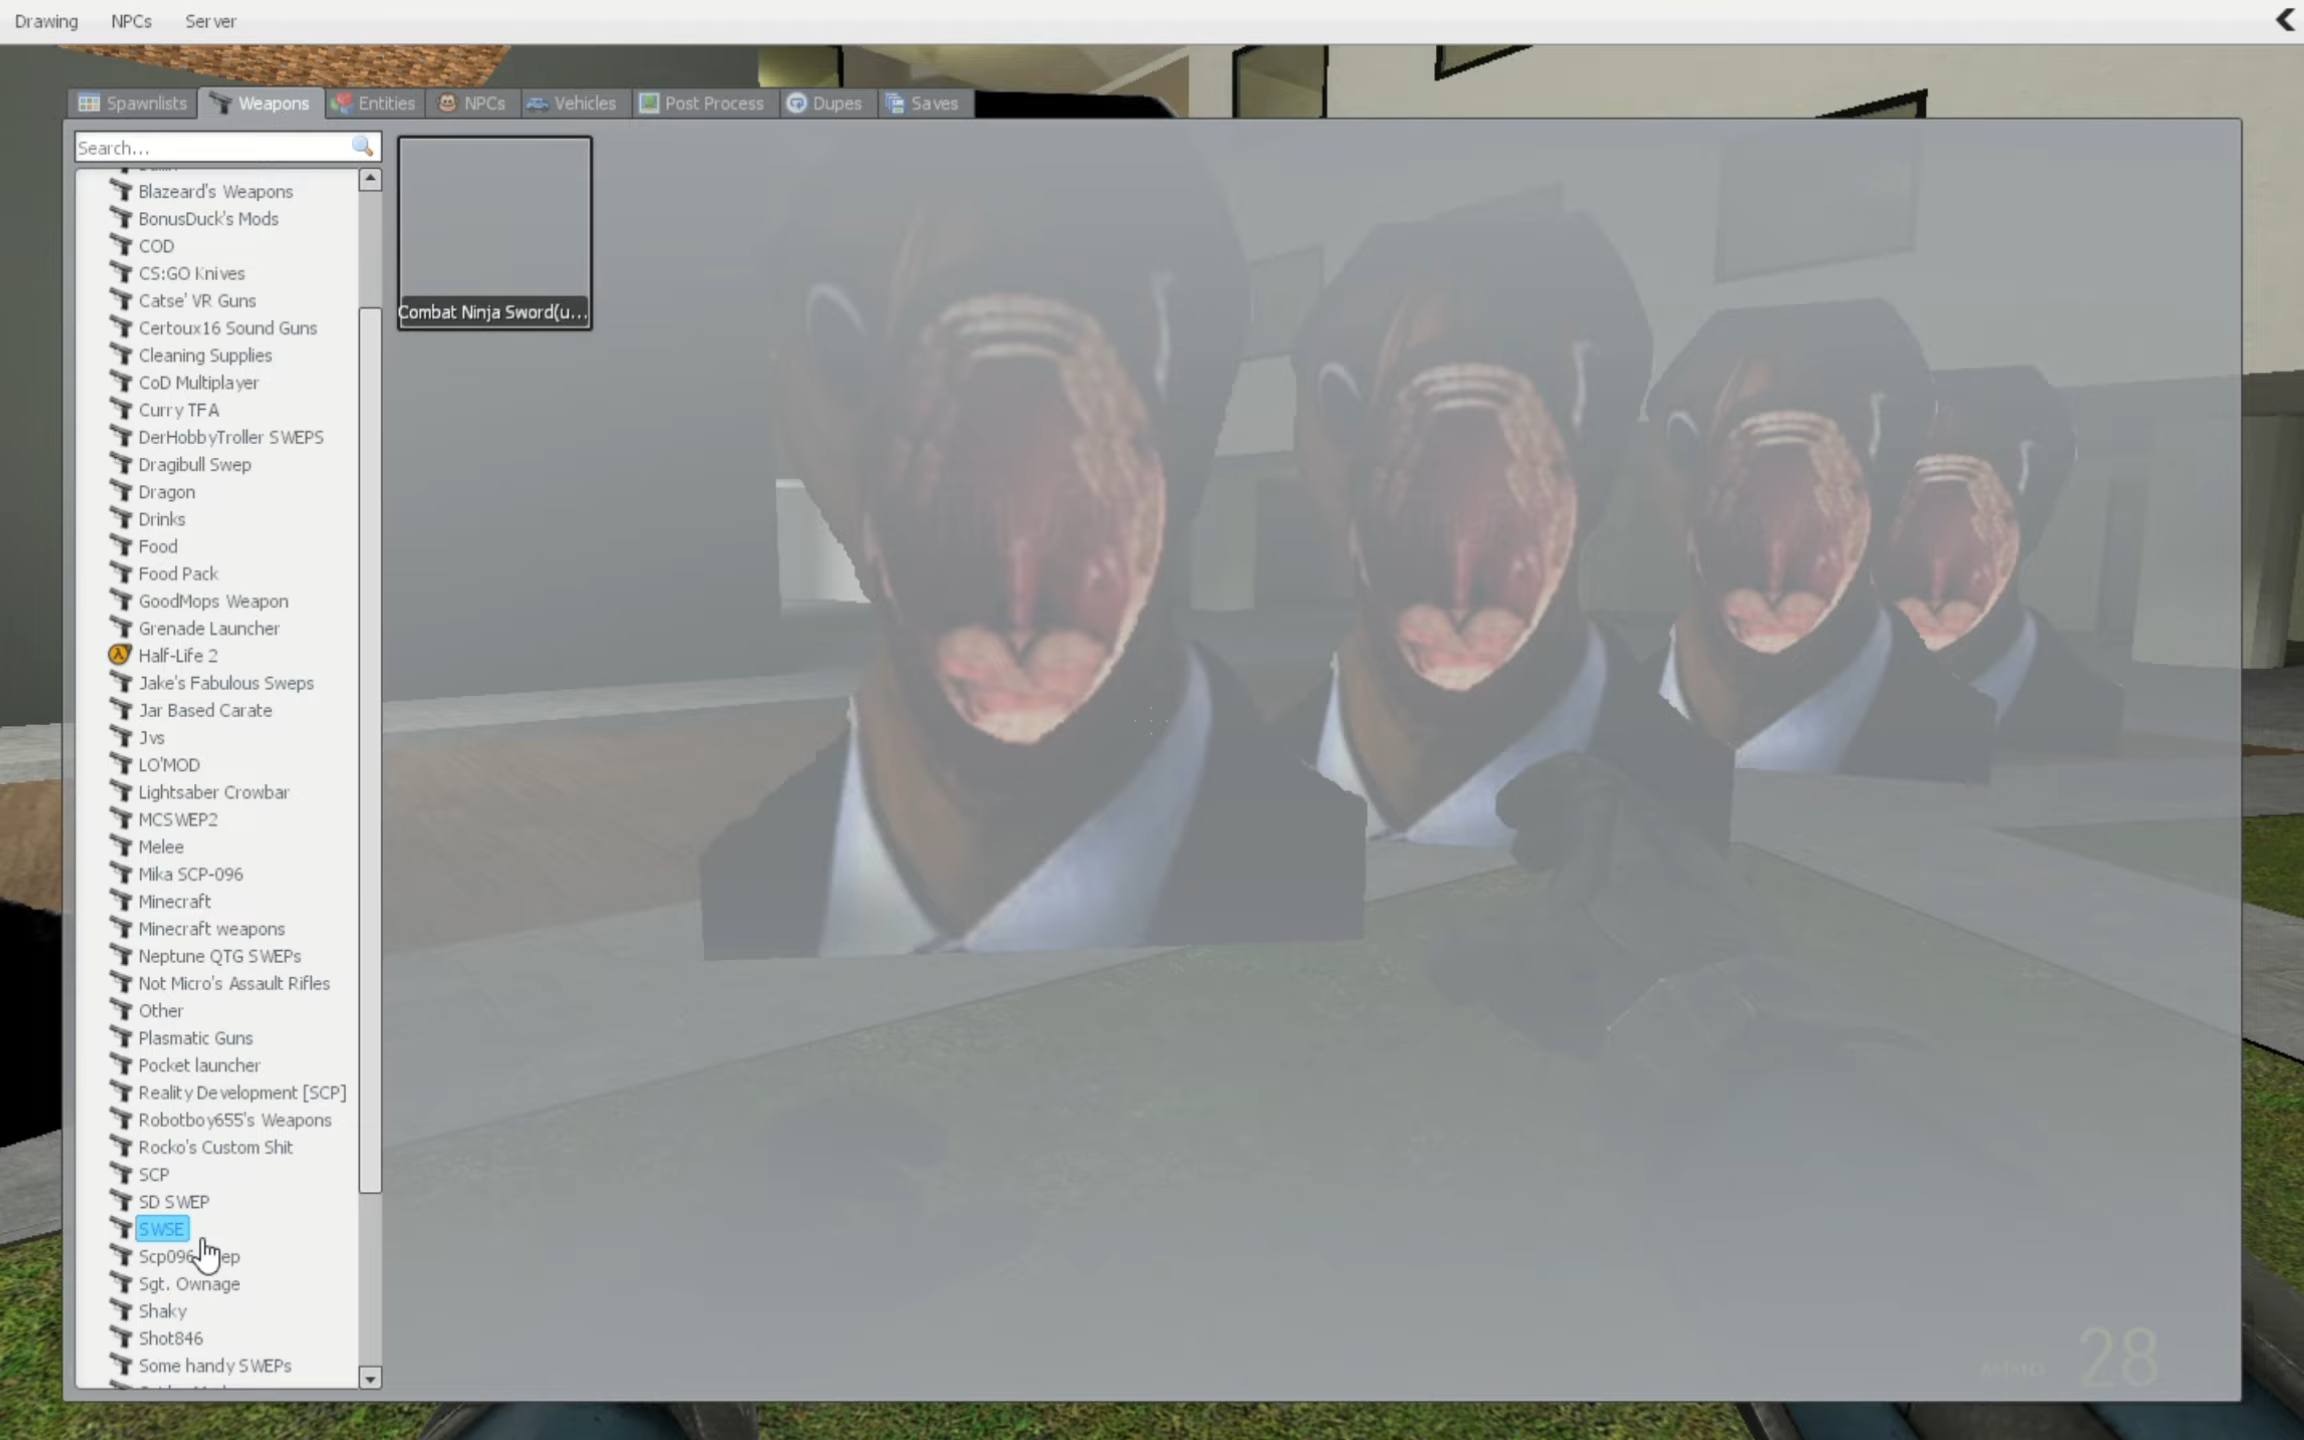 Drawing NPCs Server
Spawnlists Weapons Entities NPCs Vehicles Post Process Dupes Saves
Search...
Blazeard's Weapons
BonusDuck's Mods
COD
CS:GO Knives
Catse' VR Guns
Certoux16 Sound Guns
Cleaning Supplies
CoD Multiplayer
Curry TFA
DerHobbyTroller SWEPS
Dragibull Swep
Dragon
Drinks
Food
Food Pack
GoodMops Weapon
Grenade Launcher
Half-Life 2
Jake's Fabulous Sweps
Jar Based Carate
Jvs
LO'MOD
Lightsaber Crowbar
MCSWEP2
Melee
Mika SCP-096
Minecraft
Minecraft weapons
Neptune QTG SWEPs
Not Micro's Assault Rifles
Other
Plasmatic Guns
Pocket launcher
Reality Development [SCP]
Robotboy655's Weapons
Rocko's Custom Shit
SCP
SD SWEP
SWSE
Sgt. Ownage
Shaky
Shot846
Some handy SWEPs
Combat Ninja Sword(u...
AMMO 28